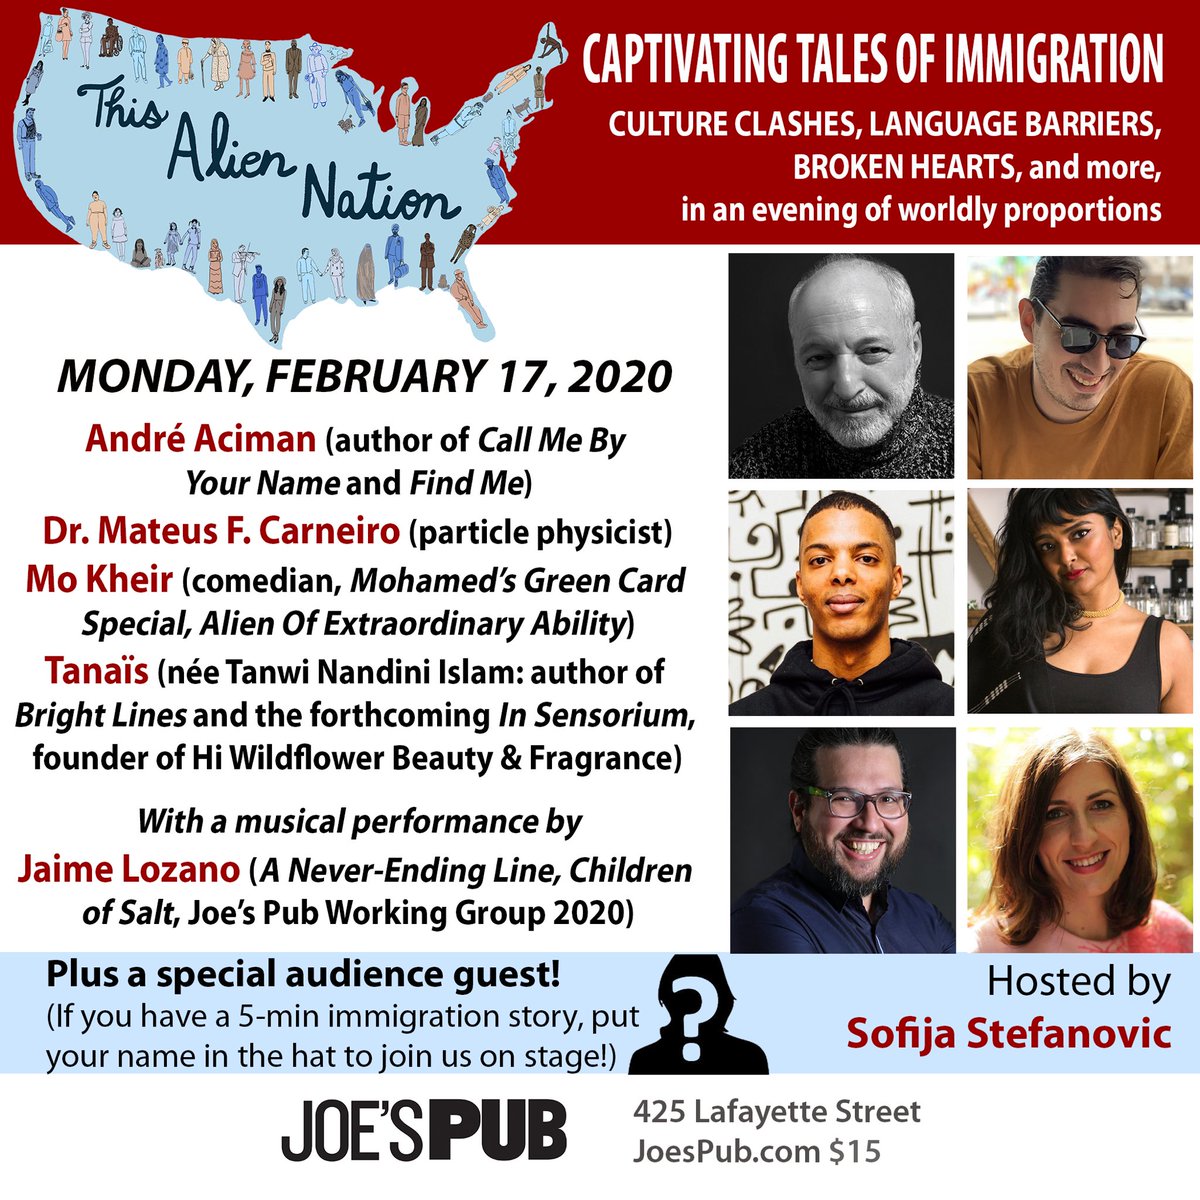 This
Alien
Nation
CAPTIVATING TALES OF IMMIGRATION
CULTURE CLASHES, LANGUAGE BARRIERS,
BROKEN HEARTS, and more,
in an evening of worldly proportions
MONDAY, FEBRUARY 17, 2020
André Aciman (author of Call Me By
Your Name and Find Me)
Dr. Mateus F. Carneiro (particle physicist)
Mo Kheir (comedian, Mohamed's Green Card
Special, Alien Of Extraordinary Ability)
Tanaïs (née Tanwi Nandini Islam: author of
Bright Lines and the forthcoming In Sensorium,
founder of Hi Wildflower Beauty & Fragrance)
With a musical performance by
Jaime Lozano (A Never-Ending Line, Children
of Salt, Joe's Pub Working Group 2020)
Plus a special audience guest!
(If you have a 5-min immigration story, put
your name in the hat to join us on stage!)
?
Hosted by
Sofija Stefanovic
JOE'S PUB
425 Lafayette Street
JoesPub.com $15